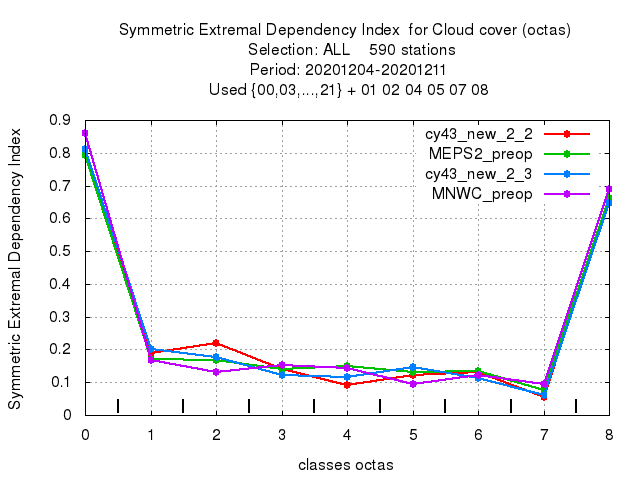 Symmetric Extremal Dependency Index  for Cloud cover (octas)
Selection: ALL    590 stations
Period: 20201204-20201211
Used {00,03,...,21} + 01 02 04 05 07 08
Symmetric Extremal Dependency Index
0.9
0.8
0.7
0.6
0.5
0.4
0.3
0.2
0.1
0
cy43_new_2_2
MEPS2_preop
cy43_new_2_3
MNWC_preop
0 1 2 3 4 5 6 7 8
classes octas